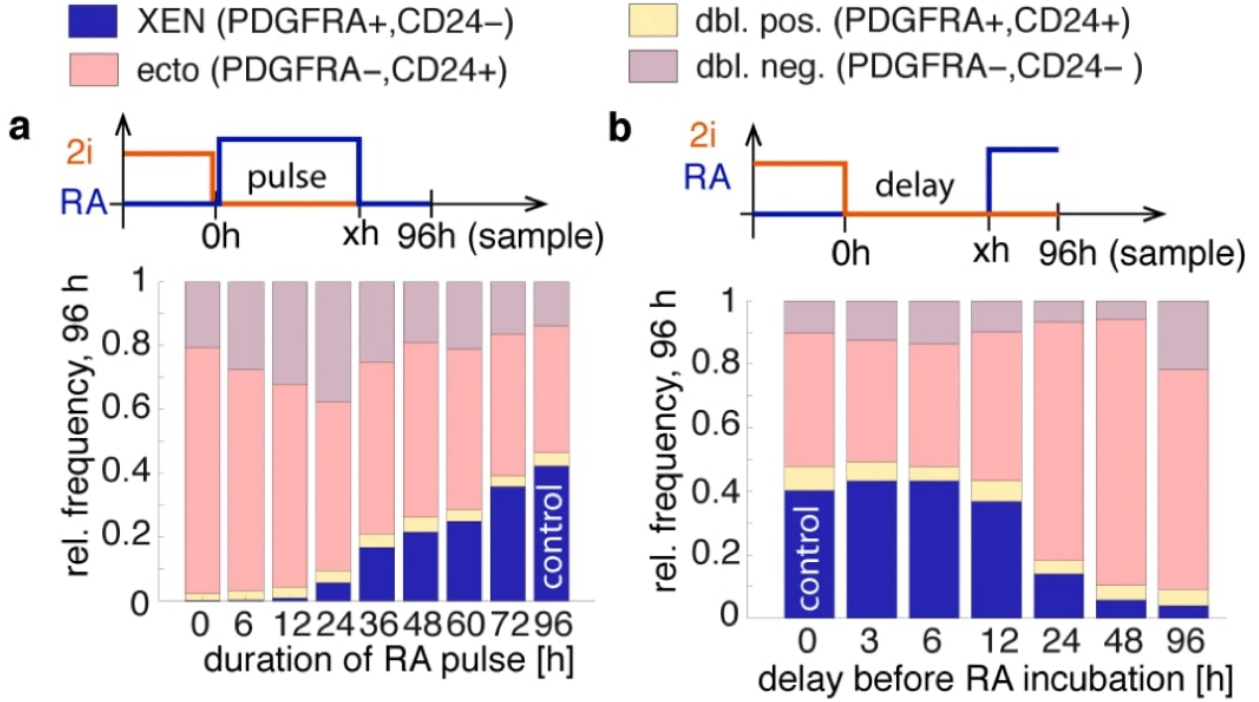 XEN (PDGFRA+,CD24−)
ecto (PDGFRA−,CD24+)
dbl. pos. (PDGFRA+,CD24+)
dbl. neg. (PDGFRA−,CD24− )
a
2i
RA
pulse
0h xh 96h (sample)
rel. frequency, 96 h
1
0.8
0.6
0.4
0.2
0
control
0 6 12 24 36 48 60 72 96
duration of RA pulse [h]
b
2i
RA
delay
0h xh 96h (sample)
rel. frequency, 96 h
1
0.8
0.6
0.4
0.2
0
control
0 3 6 12 24 48 96
delay before RA incubation [h]